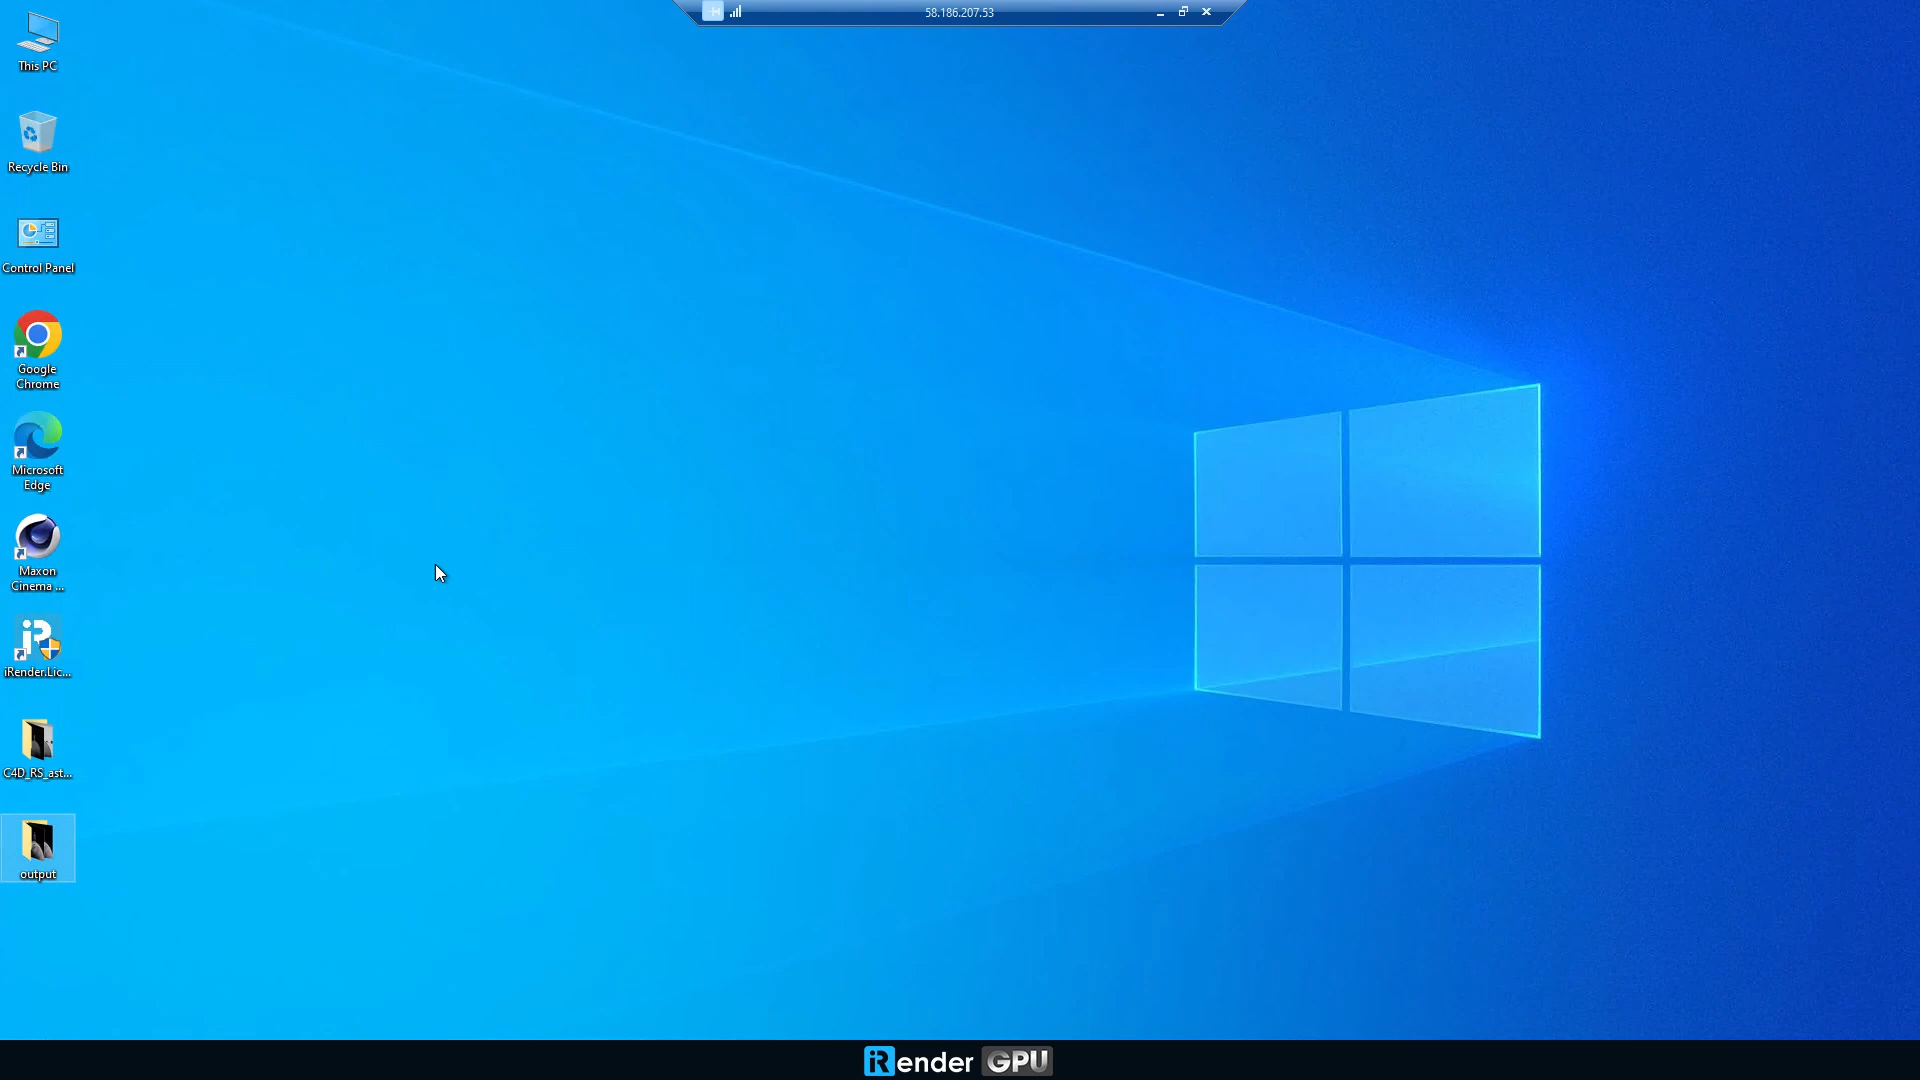 58.186.207.53
This PC
Recycle Bin
Control Panel
Google
Chrome
Microsoft
Edge
Maxon
Cinema ...
iRender.Lic...
C4D_RS_ast...
output
iRender GPU